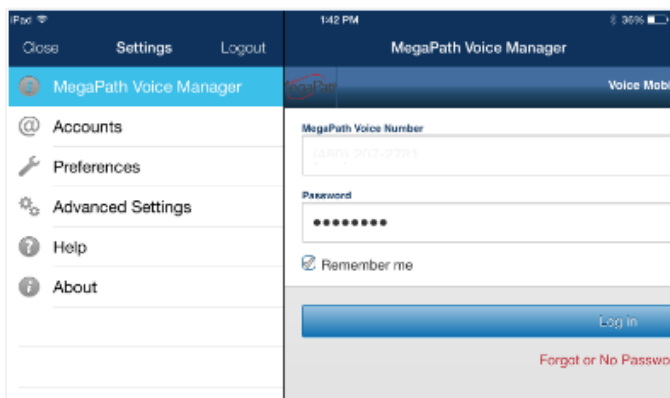 iPad 1:42 PM 36%
Close Settings Logout
MegaPath Voice Manager
MegaPath Voice Manager
Accounts
Preferences
Advanced Settings
Help
About
Voice Mobi
MegaPath Voice Number
Password
Remember me
Log in
Forgot or No Passwo